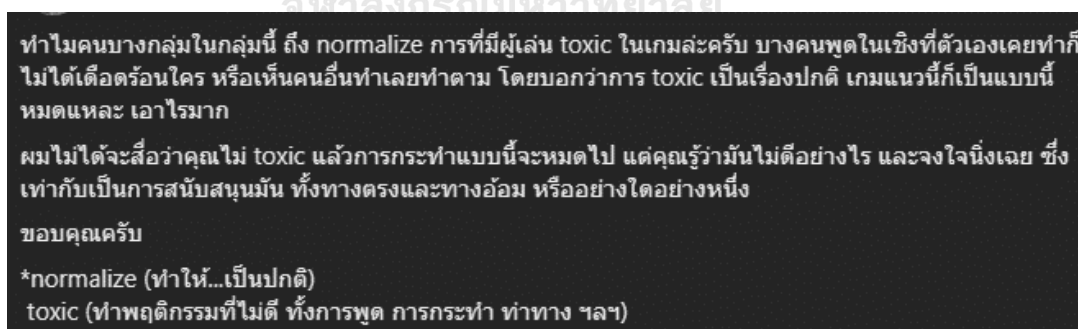 จุฬาลงกรณ์มหาวิทยาลัย
ทำไมคนบางกลุ่มในกลุ่มนี้ ถึง normalize การที่มีผู้เล่น toxic ในเกมล่ะครับ บางคนพูดในเชิงที่ตัวเองเคยทำก็
ไม่ได้เดือดร้อนใคร หรือเห็นคนอื่นทำเลยทำตาม โดยบอกว่าการ toxic เป็นเรื่องปกติ เกมแนวนี้ก็เป็นแบบนี้
หมดแหละ เอาไรมาก
ผมไม่ได้จะสื่อว่าคุณไม่ toxic แล้วการกระทำแบบนี้จะหมดไป แต่คุณรู้ว่ามันไม่ดีอย่างไร และจงใจนิ่งเฉย ซึ่ง
เท่ากับเป็นการสนับสนุนมัน ทั้งทางตรงและทางอ้อม หรืออย่างใดอย่างหนึ่ง
ขอบคุณครับ
*normalize (ทำให้...เป็นปกติ)
toxic (ทำพฤติกรรมที่ไม่ดี ทั้งการพูด การกระทำ ท่าทาง ฯลฯ)